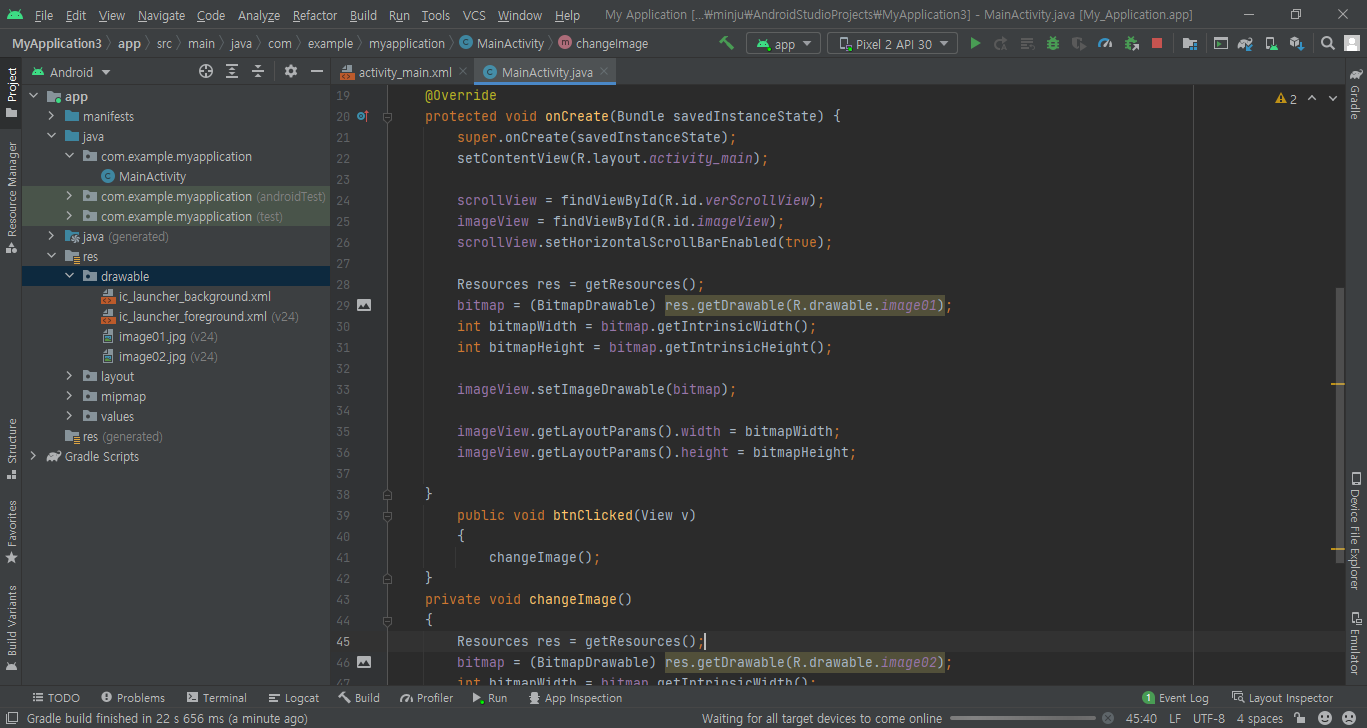 File Edit View Navigate Code Analyze Refactor Build Run Tools VCS Window Help My Application [...₩minju₩AndroidStudioProjects₩MyApplication3] - MainActivity.java [My_Application.app]
MyApplication3 app src main java com example myapplication MainActivity changeImage app Pixel 2 API 30
Project
Resource Manager
Structure
Favorites
Build Variants
Android
app
manifests
java
com.example.myapplication
MainActivity
com.example.myapplication (androidTest)
com.example.myapplication (test)
java (generated)
res
drawable
ic_launcher_background.xml
ic_launcher_foreground.xml (v24)
image01.jpg (v24)
image02.jpg (v24)
layout
mipmap
values
res (generated)
Gradle Scripts
activity_main.xml MainActivity.java
2
19 @Override
20 protected void onCreate(Bundle savedInstanceState) {
21 super.onCreate(savedInstanceState);
22 setContentView(R.layout.activity_main);
23
24 scrollView = findViewById(R.id.verScrollView);
25 imageView = findViewById(R.id.imageView);
26 scrollView.setHorizontalScrollBarEnabled(true);
27
28 Resources res = getResources();
29 bitmap = (BitmapDrawable) res.getDrawable(R.drawable.image01);
30 int bitmapWidth = bitmap.getIntrinsicWidth();
31 int bitmapHeight = bitmap.getIntrinsicHeight();
32
33 imageView.setImageDrawable(bitmap);
34
35 imageView.getLayoutParams().width = bitmapWidth;
36 imageView.getLayoutParams().height = bitmapHeight;
37
38 }
39 public void btnClicked(View v)
40 {
41 changeImage();
42 }
43 private void changeImage()
44 {
45 Resources res = getResources();
46 bitmap = (BitmapDrawable) res.getDrawable(R.drawable.image02);
47 int bitmapWidth = bitmap.getIntrinsicWidth();
Gradle
Device File Explorer
Emulator
TODO Problems Terminal Logcat Build Profiler Run App Inspection 1 Event Log Layout Inspector
Gradle build finished in 22 s 656 ms (a minute ago) Waiting for all target devices to come online 45:40 LF UTF-8 4 spaces